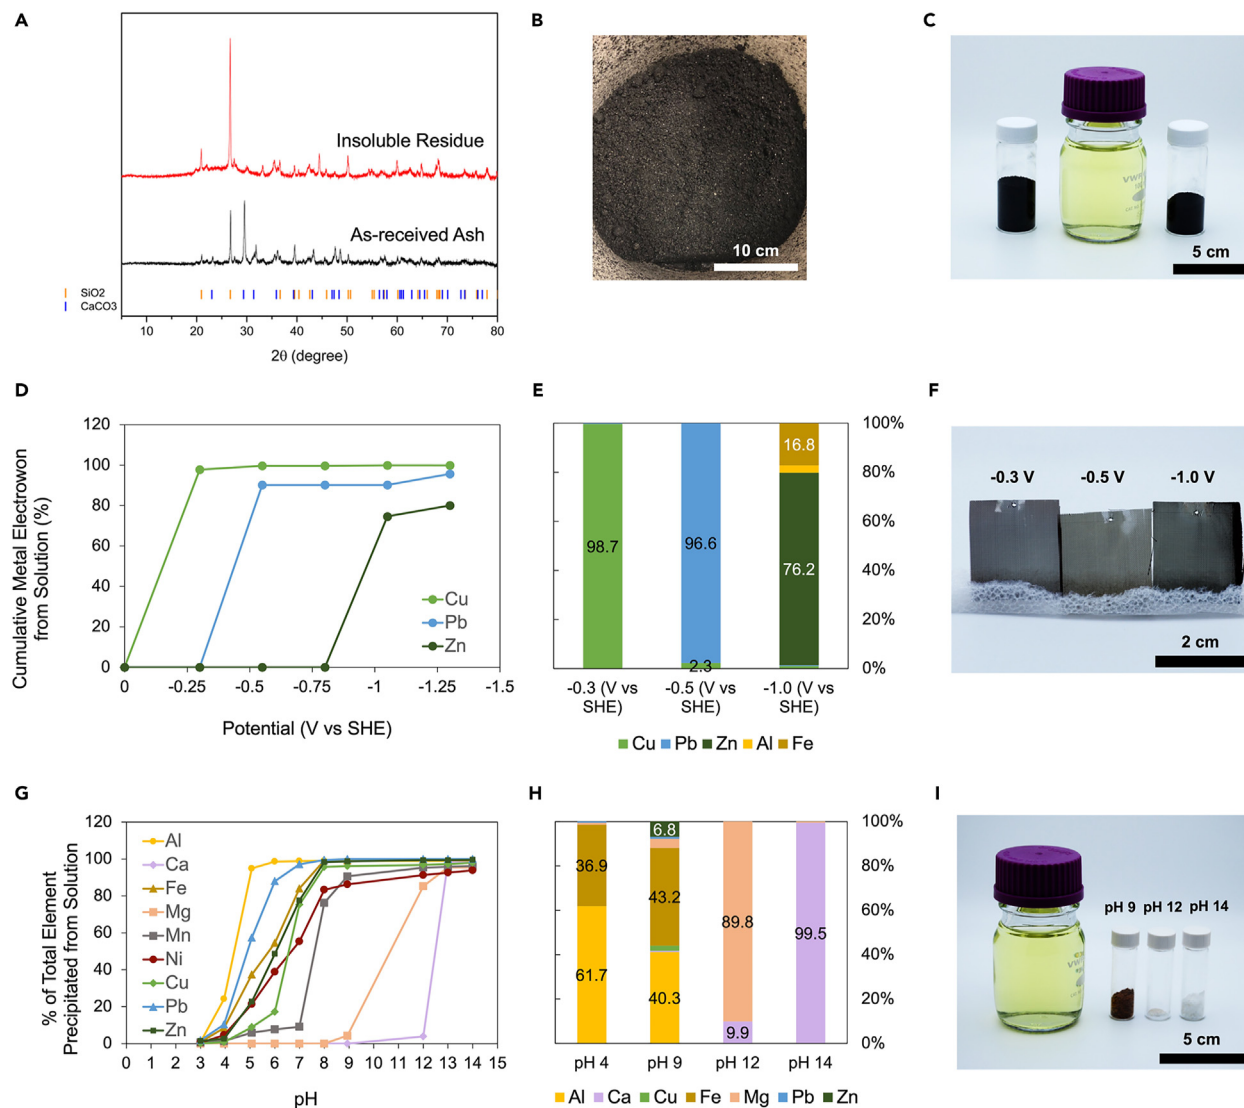 A
Insoluble Residue
As-received Ash
SiO2
CaCO3
10 20 30 40 50 60 70 80
2θ (degree)
B
10 cm
C
5 cm
D
Cumulative Metal Electrowon
from Solution (%)
120
100
80
60
40
20
0
Cu
Pb
Zn
0 -0.25 -0.5 -0.75 -1 -1.25 -1.5
Potential (V vs SHE)
E
100%
80%
60%
40%
20%
0%
98.7
96.6
2.3
16.8
76.2
-0.3 (V vs -0.5 (V vs -1.0 (V vs
SHE) SHE) SHE)
Cu Pb Zn Al Fe
F
-0.3 V -0.5 V -1.0 V
2 cm
G
% of Total Element
Precipitated from Solution
120
100
80
60
40
20
0
Al
Ca
Fe
Mg
Mn
Ni
Cu
Pb
Zn
0 1 2 3 4 5 6 7 8 9 10 11 12 13 14 15
pH
H
100%
80%
60%
40%
20%
0%
36.9
61.7
6.8
43.2
40.3
89.8
9.9
99.5
pH 4 pH 9 pH 12 pH 14
Al Ca Cu Fe Mg Pb Zn
I
pH 9 pH 12 pH 14
5 cm